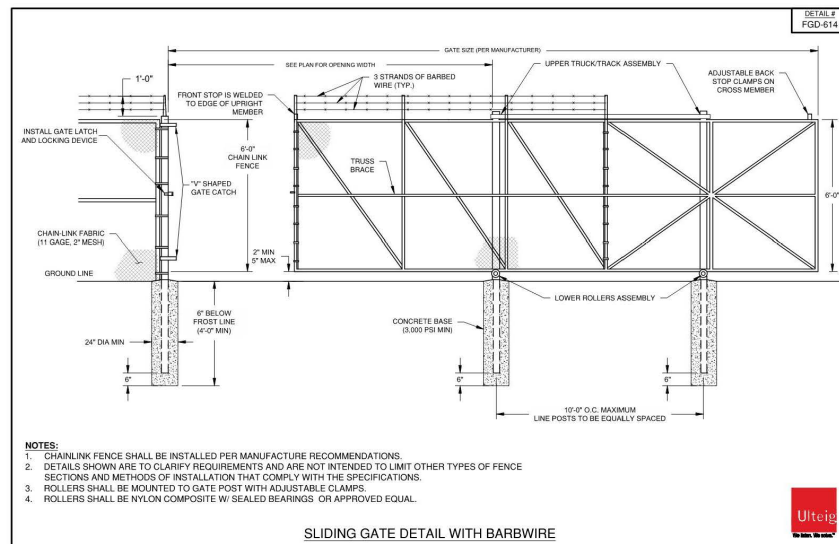 DETAIL #
FGD-614
GATE SIZE (PER MANUFACTURER)
SEE PLAN FOR OPENING WIDTH
UPPER TRUCK/TRACK ASSEMBLY
1'-0"
FRONT STOP IS WELDED
TO EDGE OF UPRIGHT
MEMBER
3 STRANDS OF BARBED
WIRE (TYP.)
ADJUSTABLE BACK
STOP CLAMPS ON
CROSS MEMBER
INSTALL GATE LATCH
AND LOCKING DEVICE
6'-0"
CHAIN LINK
FENCE
"V" SHAPED
GATE CATCH
TRUSS
BRACE
6'-0"
CHAIN-LINK FABRIC
(11 GAGE, 2" MESH)
2" MIN
5" MAX
GROUND LINE
LOWER ROLLERS ASSEMBLY
6" BELOW
FROST LINE
(4'-0" MIN)
CONCRETE BASE
(3,000 PSI MIN)
24" DIA MIN
6"
6"
6"
10'-0" O.C. MAXIMUM
LINE POSTS TO BE EQUALLY SPACED
NOTES:
1. CHAINLINK FENCE SHALL BE INSTALLED PER MANUFACTURE RECOMMENDATIONS.
2. DETAILS SHOWN ARE TO CLARIFY REQUIREMENTS AND ARE NOT INTENDED TO LIMIT OTHER TYPES OF FENCE
SECTIONS AND METHODS OF INSTALLATION THAT COMPLY WITH THE SPECIFICATIONS.
3. ROLLERS SHALL BE MOUNTED TO GATE POST WITH ADJUSTABLE CLAMPS.
4. ROLLERS SHALL BE NYLON COMPOSITE W/ SEALED BEARINGS OR APPROVED EQUAL.
SLIDING GATE DETAIL WITH BARBWIRE
Ulteig
We listen. We solve.